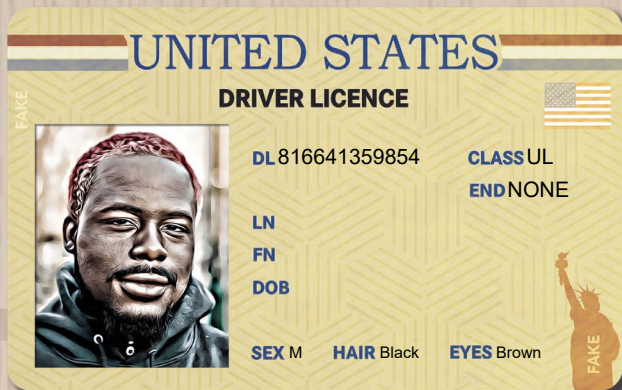 UNITED STATES
DRIVER LICENCE
FAKE
DL 816641359854 CLASS UL
END NONE
LN
FN
DOB
SEX M HAIR Black EYES Brown
FAKE